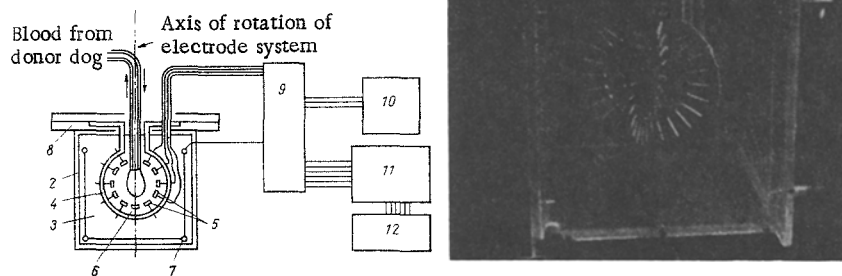 Blood from
donor dog
Axis of rotation of
electrode system
8
2
4
3
6
7
5
9
10
11
12